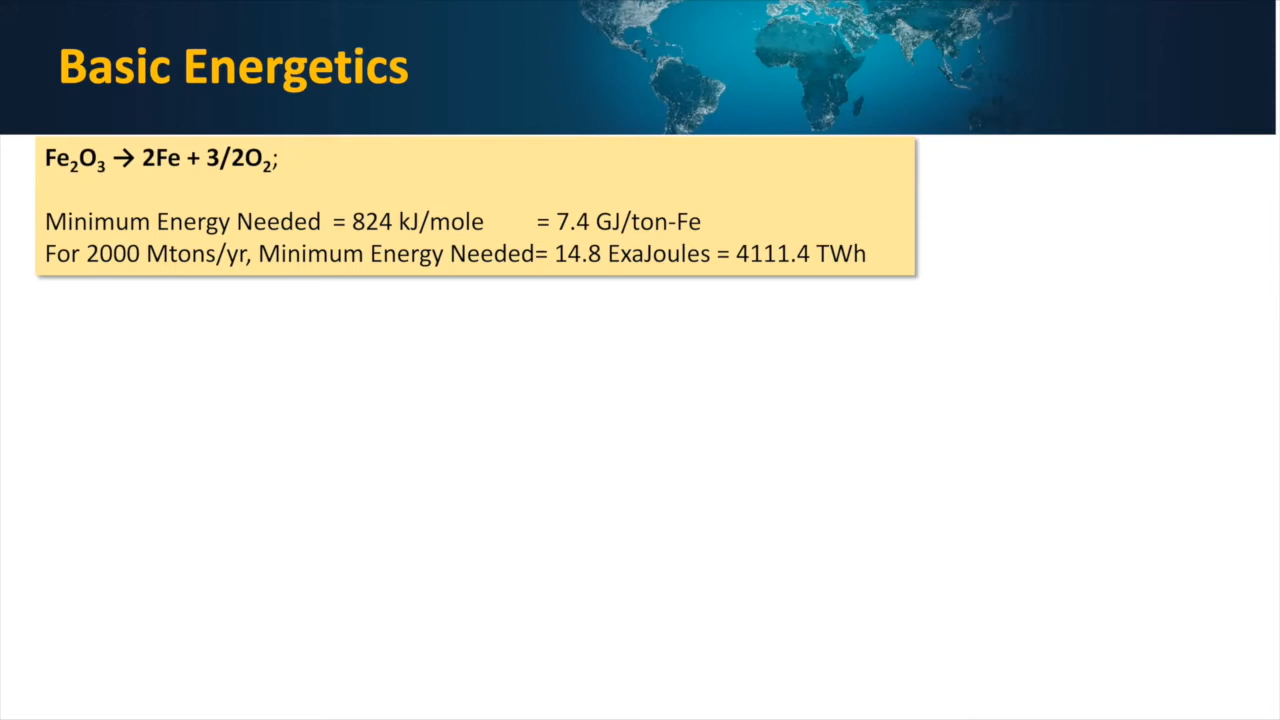 Basic Energetics
Fe₂O₃ → 2Fe + 3/2O₂;
Minimum Energy Needed = 824 kJ/mole = 7.4 GJ/ton-Fe
For 2000 Mtons/yr, Minimum Energy Needed= 14.8 ExaJoules = 4111.4 TWh